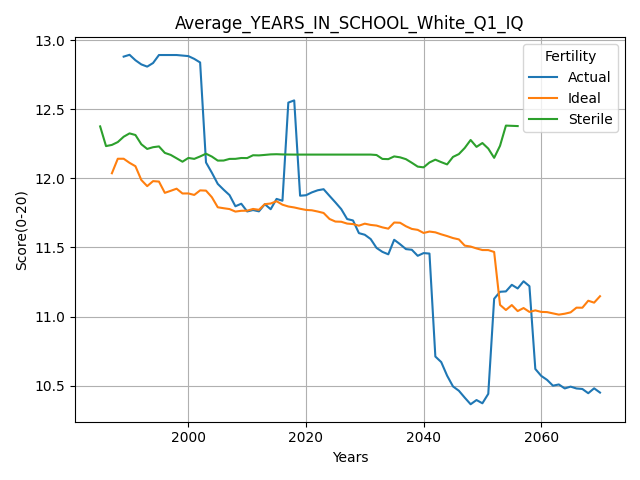 Average_YEARS_IN_SCHOOL_White_Q1_IQ
Score(0-20)
13.0
12.5
12.0
11.5
11.0
10.5
Fertility
Actual
Ideal
Sterile
2000
2020
2040
2060
Years